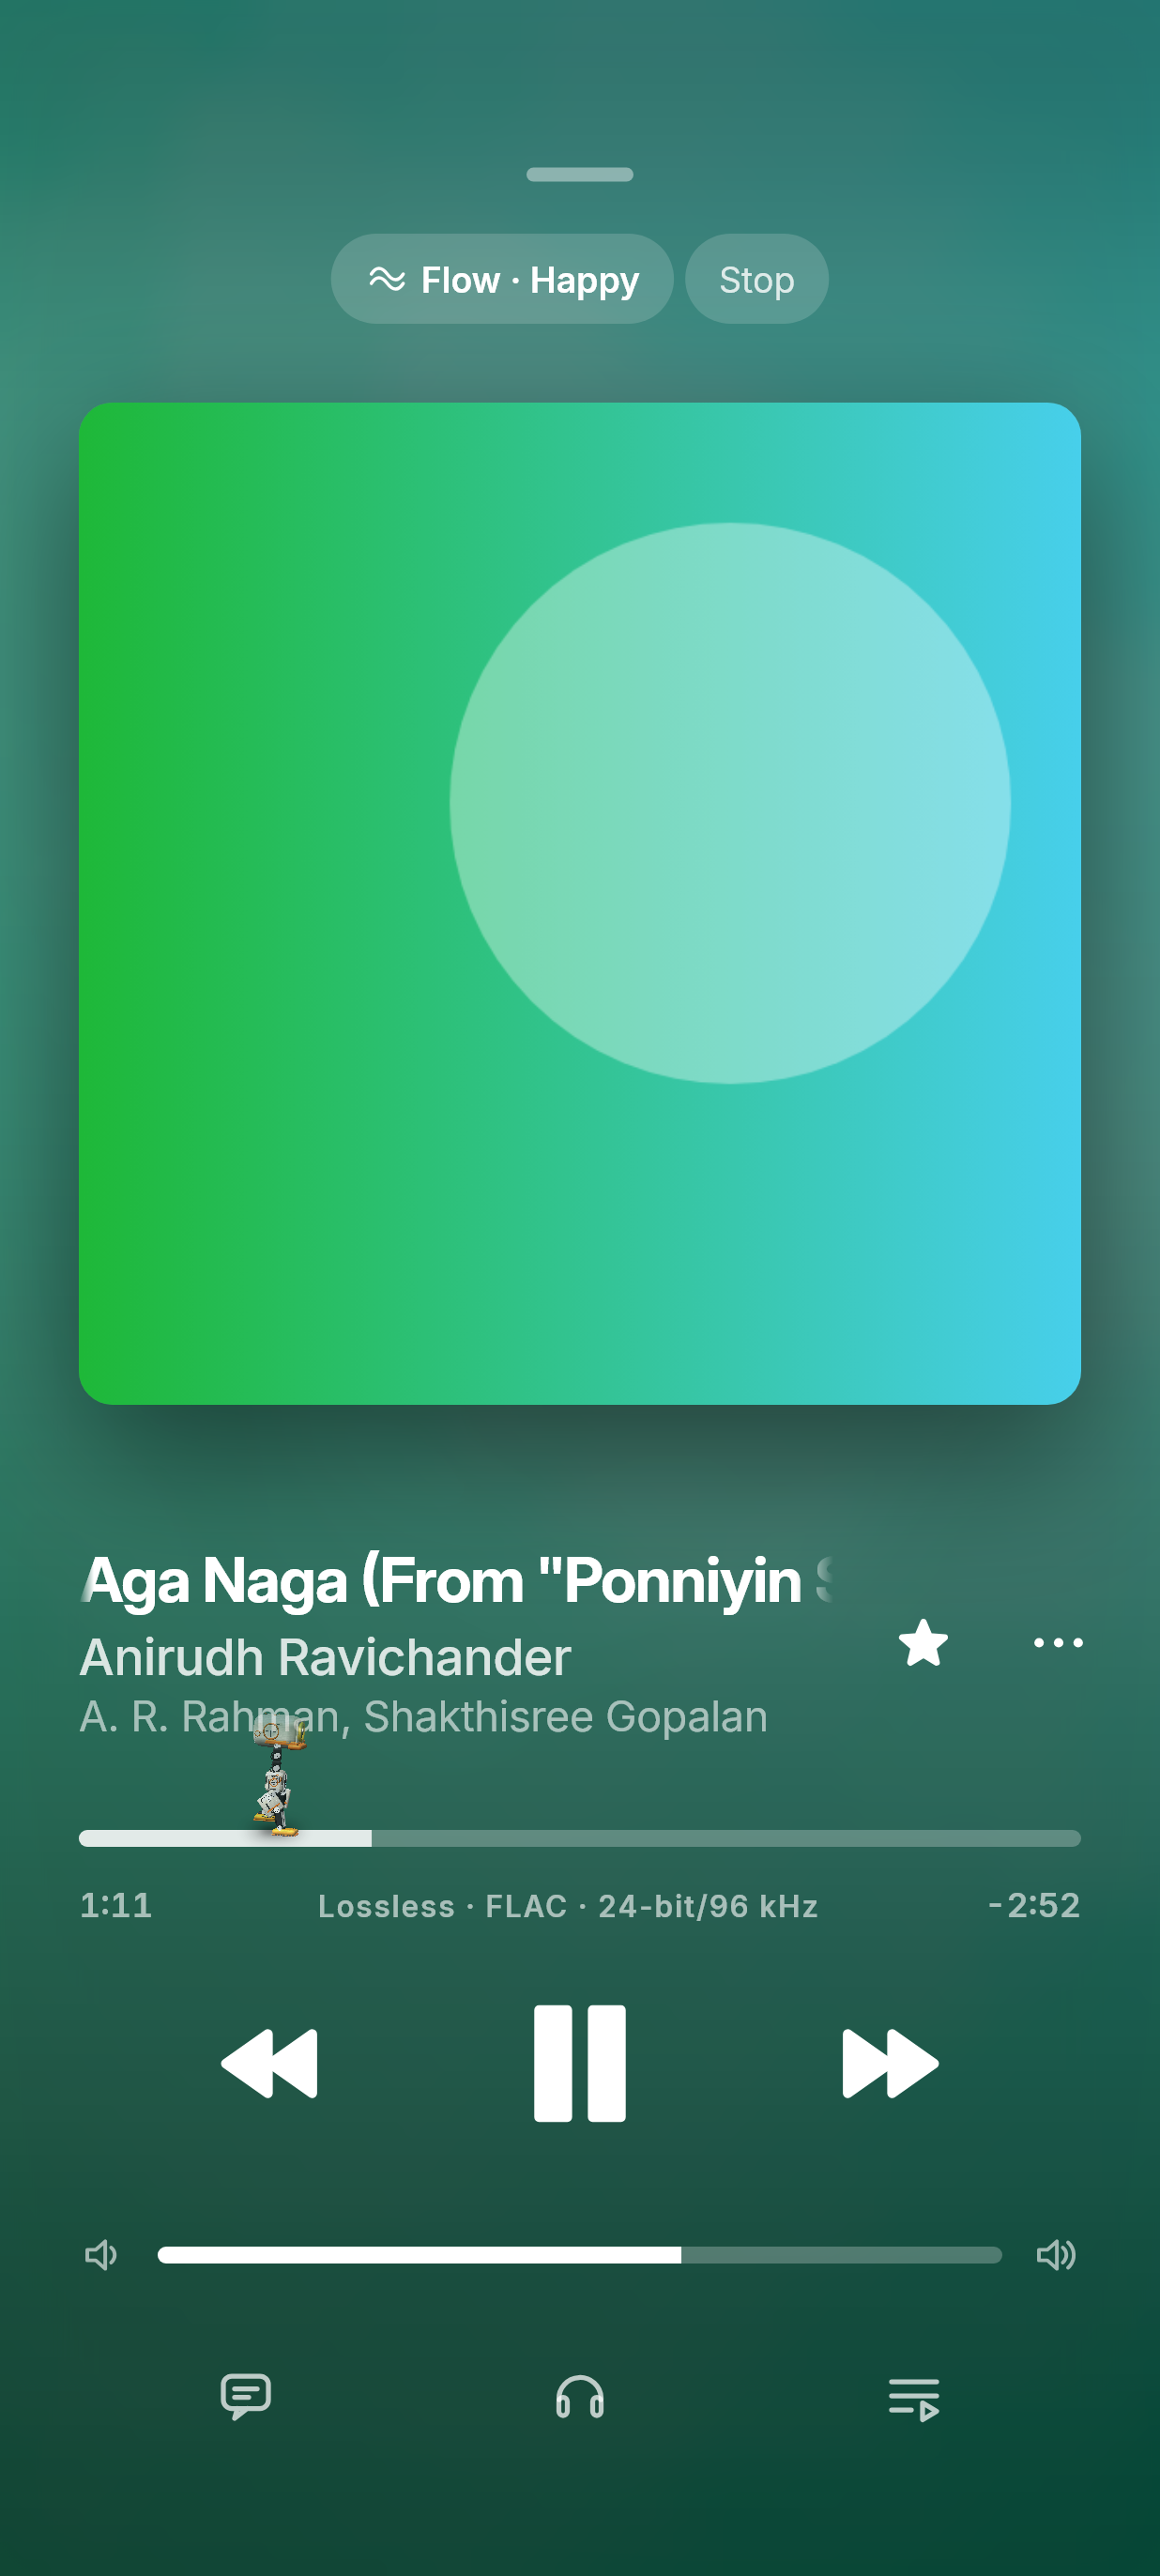 Flow · Happy
Stop
Aga Naga (From "Ponniyin
Anirudh Ravichander
A. R. Rahman, Shakthisree Gopalan
1:11
Lossless · FLAC · 24-bit/96 kHz
-2:52